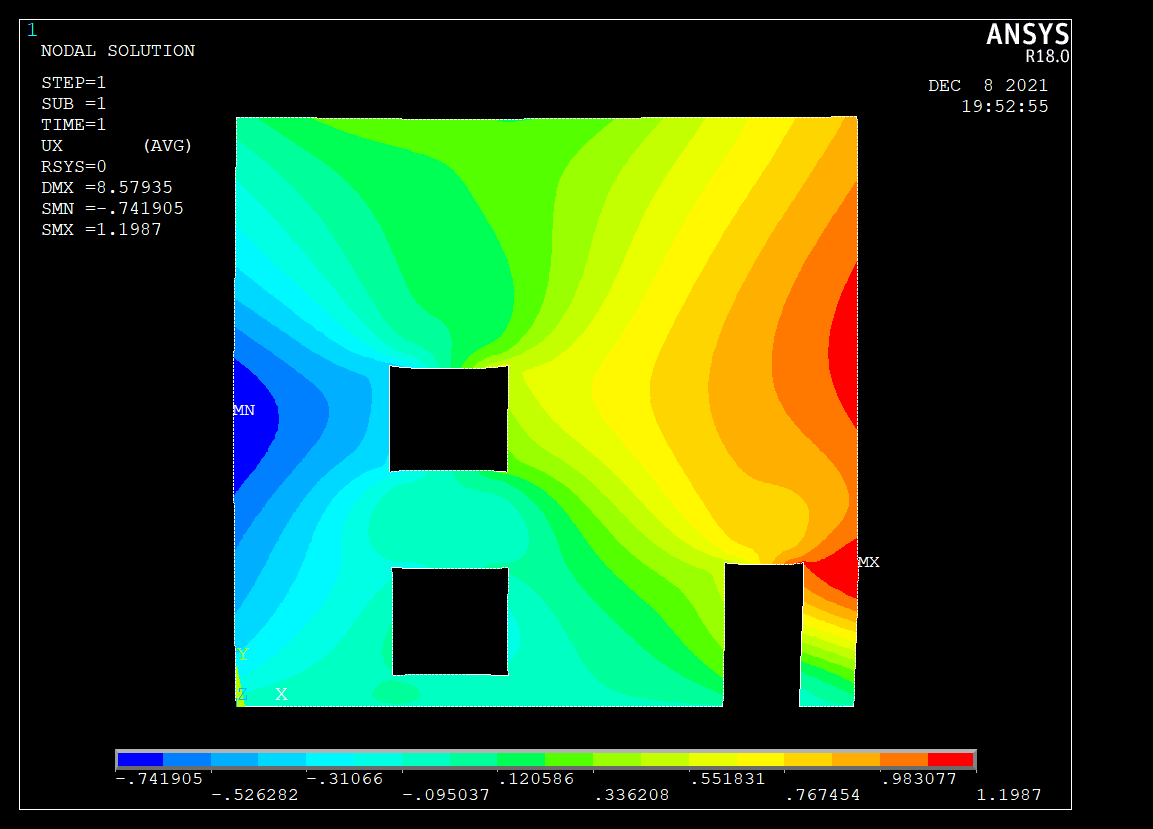 1
ANSYS
R18.0
NODAL SOLUTION
STEP=1
SUB =1
TIME=1
UX (AVG)
RSYS=0
DMX =8.57935
SMN =-.741905
SMX =1.1987
DEC 8 2021
19:52:55
MN
MX
Y
Z X
-.741905 -.31066 .120586 .551831 .983077
-.526282 -.095037 .336208 .767454 1.1987